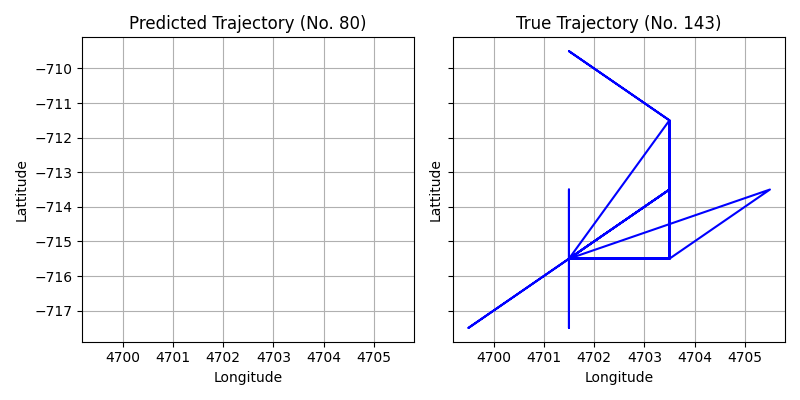 Predicted Trajectory (No. 80)
Lattitude
−710
−711
−712
−713
−714
−715
−716
−717
4700 4701 4702 4703 4704 4705
Longitude
True Trajectory (No. 143)
Lattitude
4700 4701 4702 4703 4704 4705
Longitude